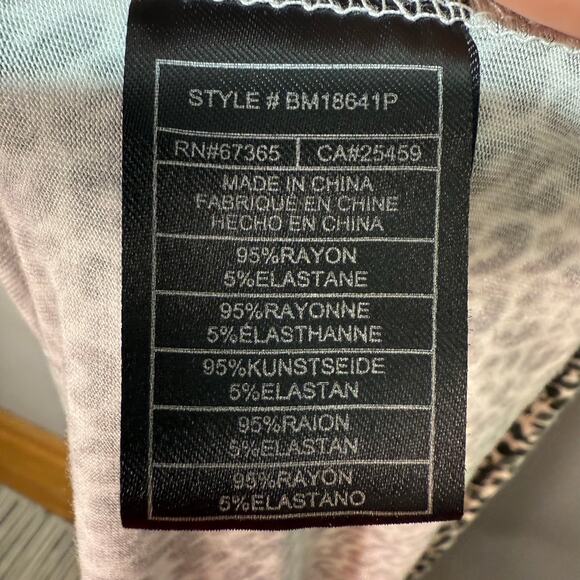 STYLE # BM18641P
RN#67365 CA#25459
MADE IN CHINA
FABRIQUÉ EN CHINE
HECHO EN CHINA
95%RAYON
5%ELASTANE
95%RAYONNE
5%ÉLASTHANNE
95%KUNSTSEIDE
5%ELASTAN
95%RAION
5%ELASTAN
95%RAYON
5%ELASTANO